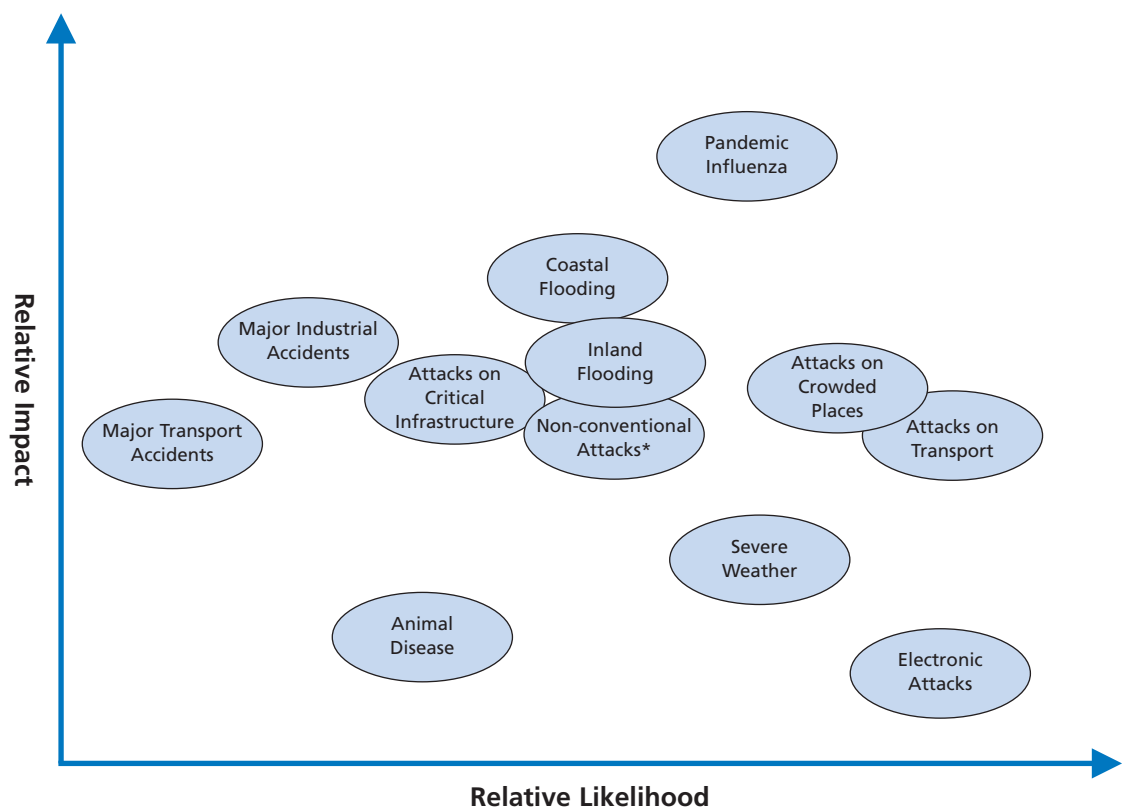 Pandemic
Influenza
Coastal
Flooding
Major Industrial
Accidents
Inland
Flooding
Attacks on
Critical
Infrastructure
Attacks on
Crowded
Places
Major Transport
Accidents
Non-conventional
Attacks*
Attacks on
Transport
Severe
Weather
Animal
Disease
Electronic
Attacks
Relative Impact
Relative Likelihood